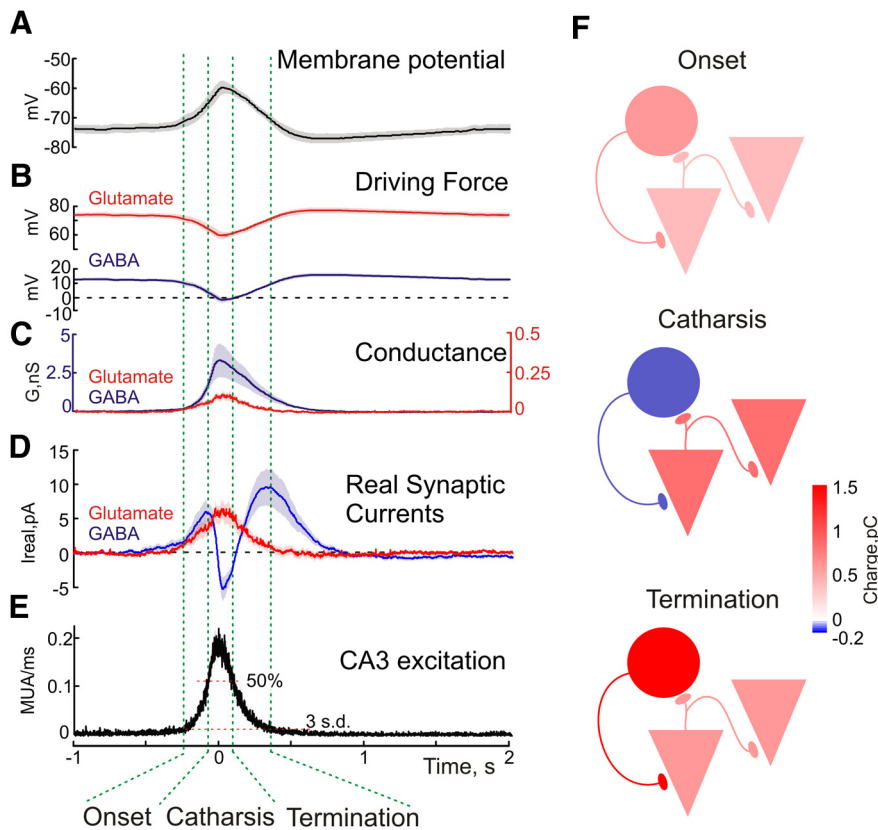 A
Membrane potential
-50
-60
-70
-80
mV
B
Driving Force
Glutamate
80
60
mV
GABA
20
10
0
-10
mV
C
Conductance
5
2.5
0
G,nS
Glutamate
GABA
0.5
0.25
0
D
Real Synaptic
Currents
15
10
5
0
-5
Ireal,pA
Glutamate
GABA
E
CA3 excitation
0.2
0.1
0
MUA/ms
50%
3 s.d.
-1
0
1
2
Time, s
Onset Catharsis Termination
F
Onset
Catharsis
Termination
1.5
1
0.5
0
-0.2
Charge,pC